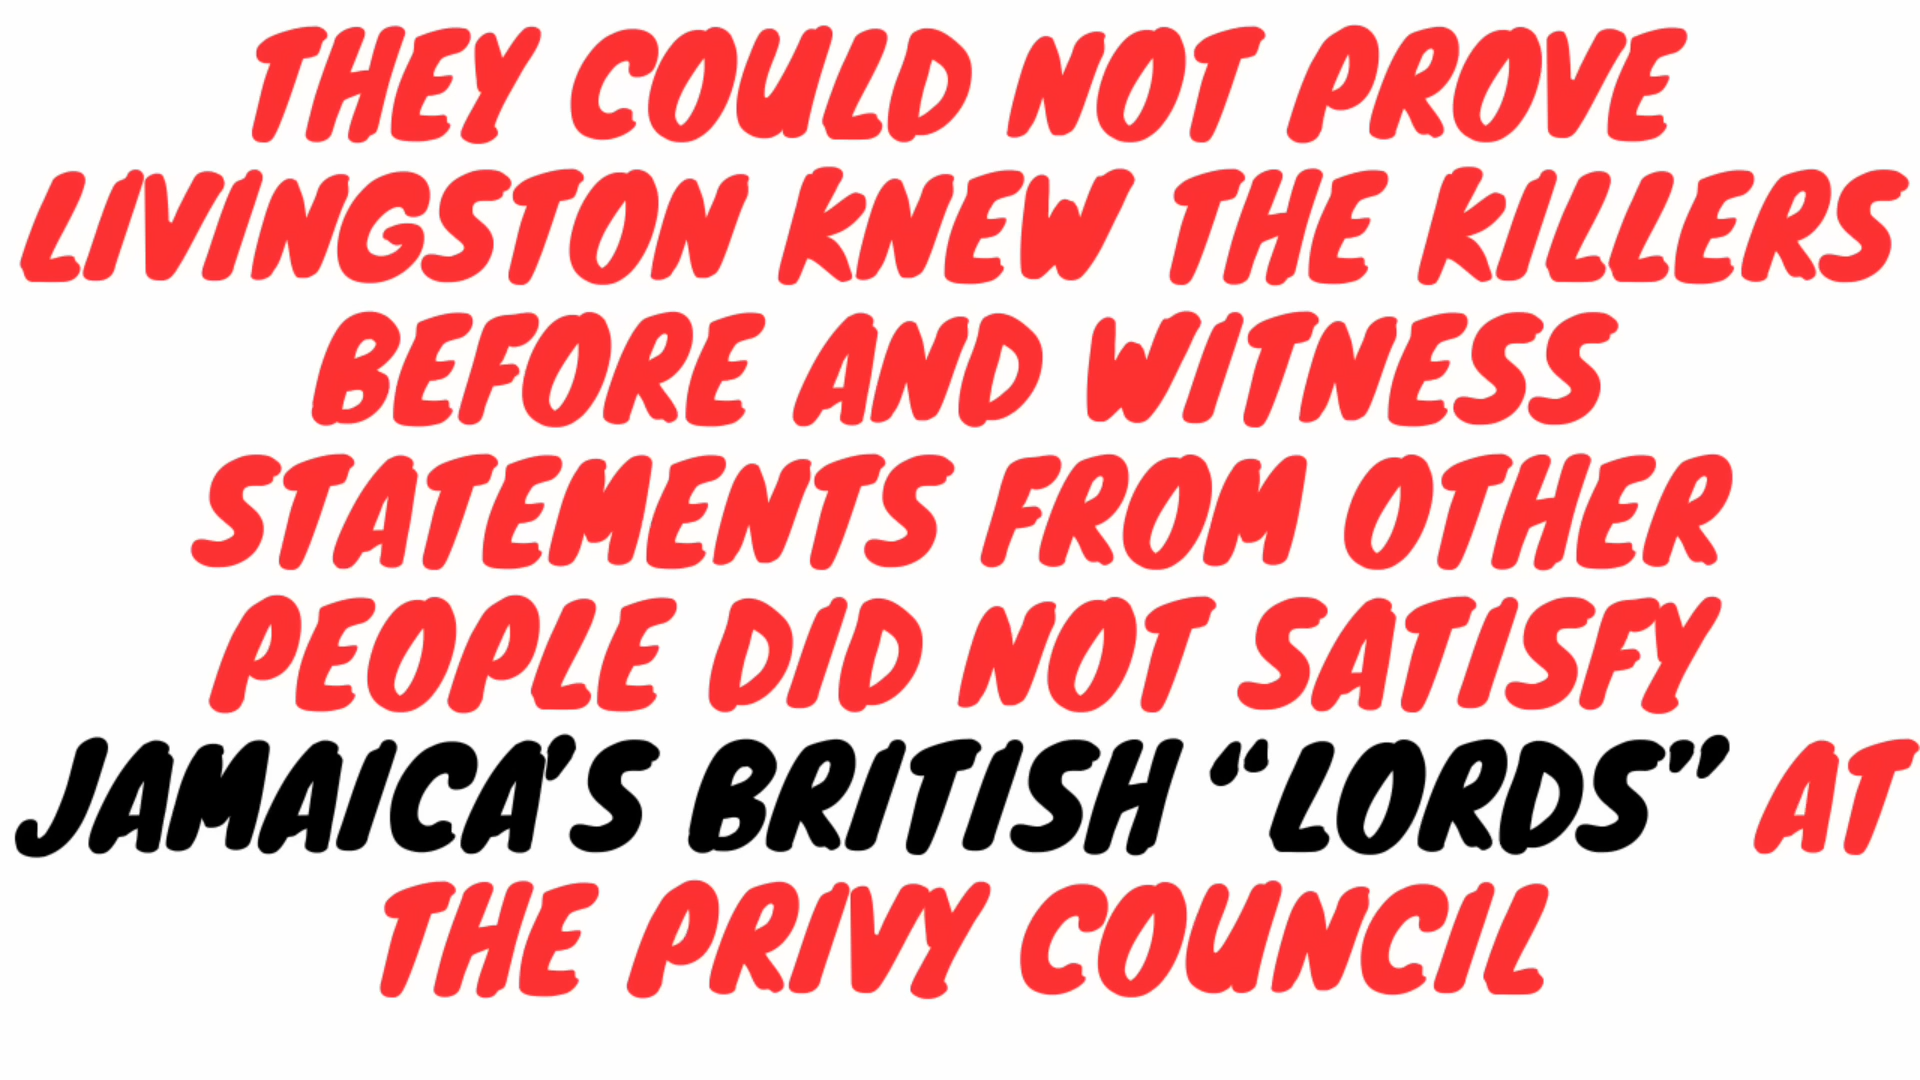 THEY COULD NOT PROVE
LIVINGSTON KNEW THE KILLERS
BEFORE AND WITNESS
STATEMENTS FROM OTHER
PEOPLE DID NOT SATISFY
JAMAICA'S BRITISH “LORDS” AT
THE PRIVY COUNCIL